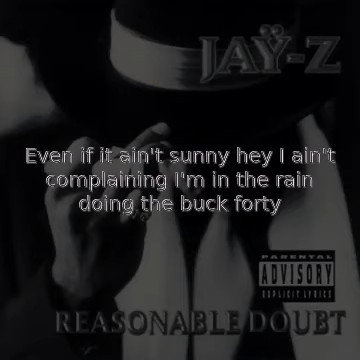 JAŸ-Z
Even if it ain't sunny hey I ain't
complaining I'm in the rain
doing the buck forty
PARENTAL
ADVISORY
EXPLICIT LYRICS
REASONABLE DOUBT